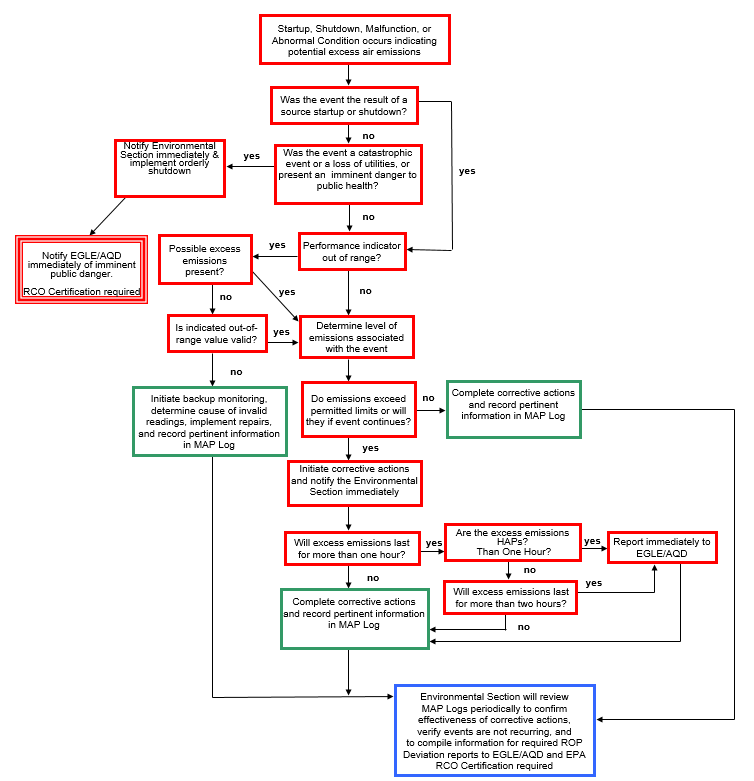 Startup, Shutdown, Malfunction, or
Abnormal Condition occurs indicating
potential excess air emissions
Was the event the result of a
source startup or shutdown?
no
yes
Notify Environmental
Section immediately &
implement orderly
shutdown
yes
Was the event a catastrophic
event or a loss of utilities, or
present an imminent danger to
public health?
no
Notify EGLE/AQD
immediately of imminent
public danger.
RCO Certification required
Possible excess
emissions
present?
yes
Performance indicator
out of range?
no
yes
no
Is indicated out-of-
range value valid?
yes
Determine level of
emissions associated
with the event
no
Initiate backup monitoring,
determine cause of invalid
readings, implement repairs,
and record pertinent information
in MAP Log
Do emissions exceed
permitted limits or will
they if event continues?
no
Complete corrective actions
and record pertinent
information in MAP Log
yes
Initiate corrective actions
and notify the Environmental
Section immediately
Will excess emissions last
for more than one hour?
yes
Are the excess emissions
HAPs?
Than One Hour?
yes
Report immediately to
EGLE/AQD
no
no
Will excess emissions last
for more than two hours?
yes
Complete corrective actions
and record pertinent information
in MAP Log
no
Environmental Section will review
MAP Logs periodically to confirm
effectiveness of corrective actions,
verify events are not recurring, and
to compile information for required ROP
Deviation reports to EGLE/AQD and EPA
RCO Certification required